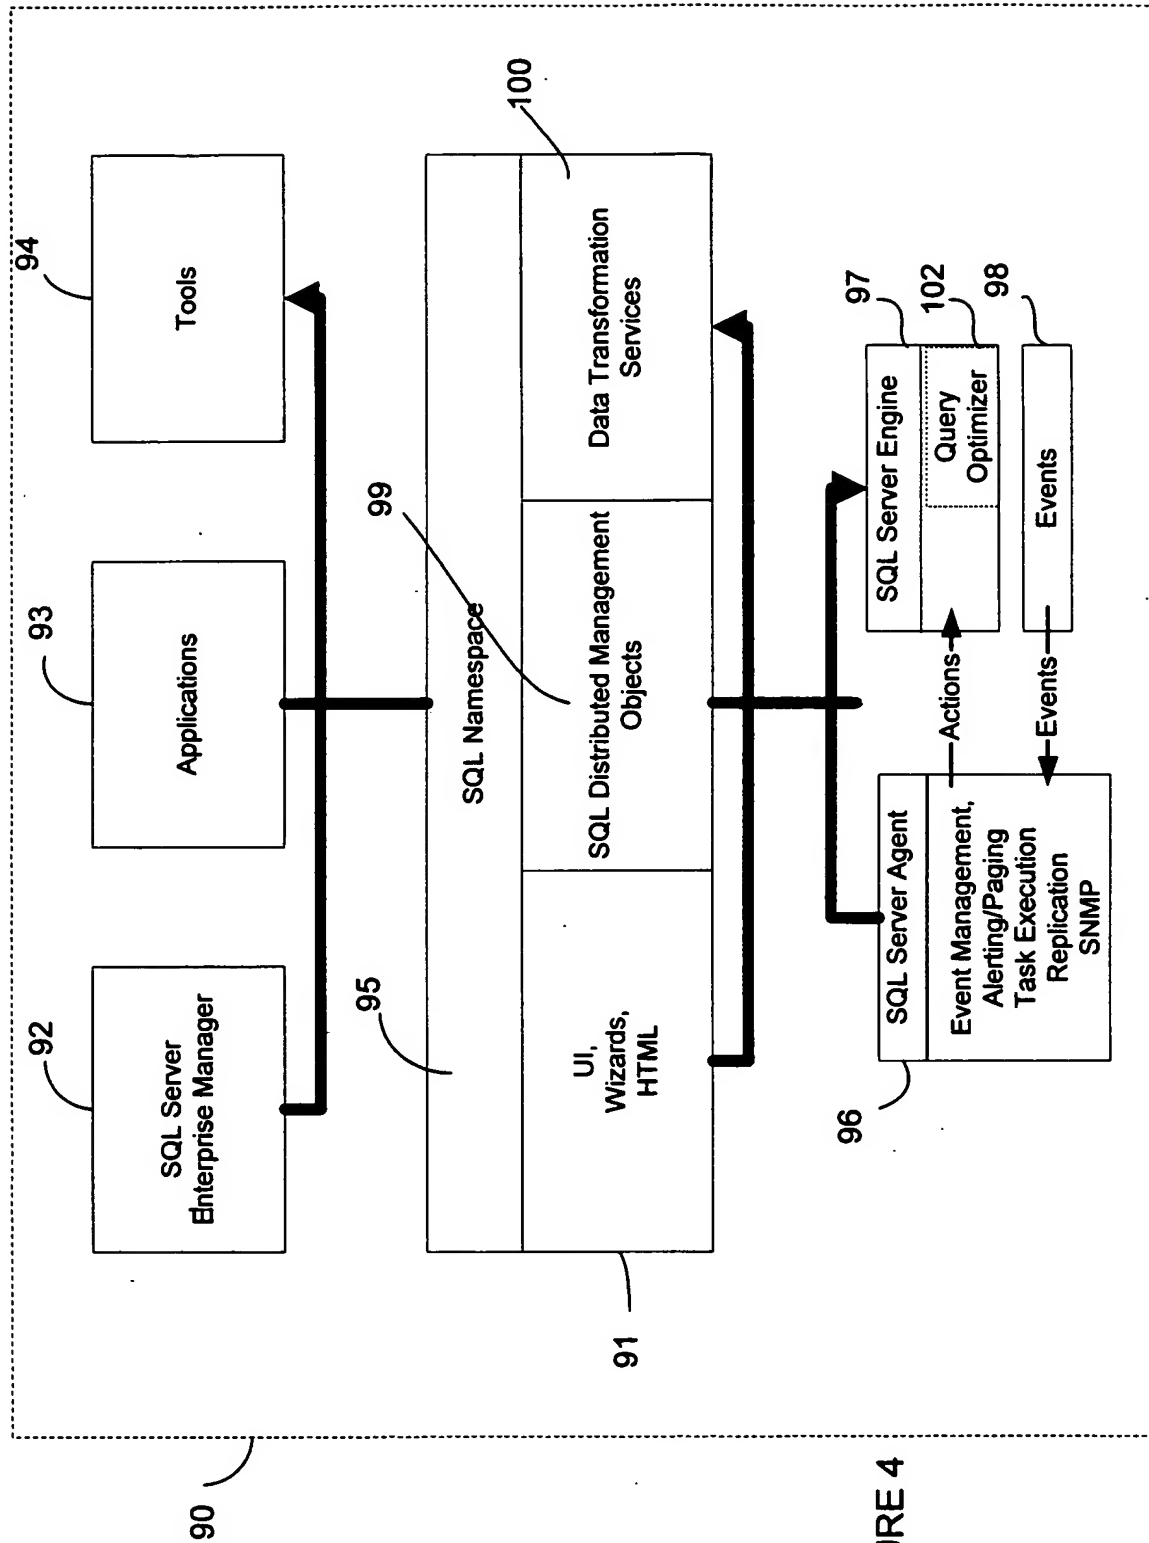 90
92
SQL Server
Enterprise Manager
93
Applications
94
Tools
95
SQL Namespace
99
100
91
UI,
Wizards,
HTML
SQL Distributed Management
Objects
Data Transformation
Services
96
SQL Server Agent
Event Management,
Alerting/Paging
Task Execution
Replication
SNMP
Actions
Events
SQL Server Engine
97
Query
Optimizer
102
Events
98
URE 4